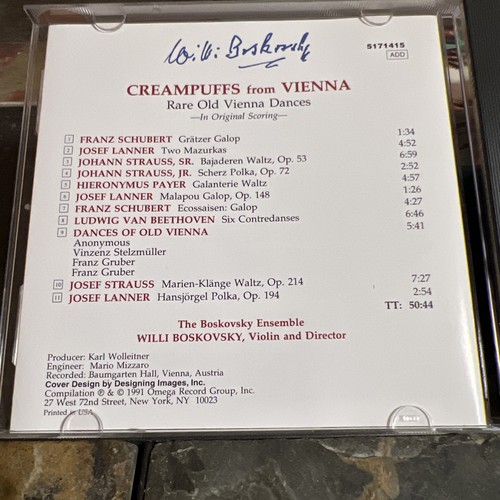 Willi Boskovsky
5171415
ADD
CREAMPUFFS from VIENNA
Rare Old Vienna Dances
—In Original Scoring—
1 FRANZ SCHUBERT Grätzer Galop 1:34
2 JOSEF LANNER Two Mazurkas 4:52
3 JOHANN STRAUSS, SR. Bajaderen Waltz, Op. 53 6:59
4 JOHANN STRAUSS, JR. Scherz Polka, Op. 72 2:52
5 HIERONYMUS PAYER Galanterie Waltz 4:57
6 JOSEF LANNER Malapou Galop, Op. 148 1:26
7 FRANZ SCHUBERT Ecossaisen: Galop 4:27
8 LUDWIG VAN BEETHOVEN Six Contredanses 6:46
9 DANCES OF OLD VIENNA 5:41
Anonymous
Vinzenz Stelzmüller
Franz Gruber
Franz Gruber
10 JOSEF STRAUSS Marien-Klänge Waltz, Op. 214 7:27
11 JOSEF LANNER Hansjörgel Polka, Op. 194 2:54
TT: 50:44
The Boskovsky Ensemble
WILLI BOSKOVSKY, Violin and Director
Producer: Karl Wolleitner
Engineer: Mario Mizzaro
Recorded: Baumgarten Hall, Vienna, Austria
Cover Design by Designing Images, Inc.
Compilation ℗ & © 1991 Omega Record Group, Inc.
27 West 72nd Street, New York, NY 10023
Printed in USA